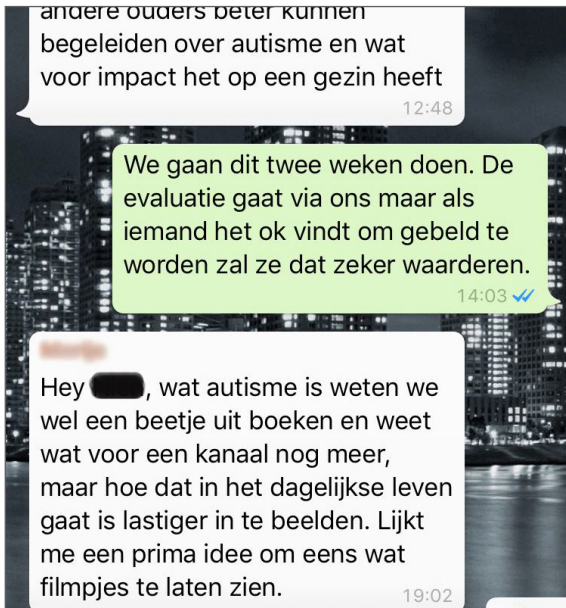 andere ouders beter kunnen
begeleiden over autisme en wat
voor impact het op een gezin heeft
12:48
We gaan dit twee weken doen. De
evaluatie gaat via ons maar als
iemand het ok vindt om gebeld te
worden zal ze dat zeker waarderen.
14:03
Hey , wat autisme is weten we
wel een beetje uit boeken en weet
wat voor een kanaal nog meer,
maar hoe dat in het dagelijkse leven
gaat is lastiger in te beelden. Lijkt
me een prima idee om eens wat
filmpjes te laten zien.
19:02